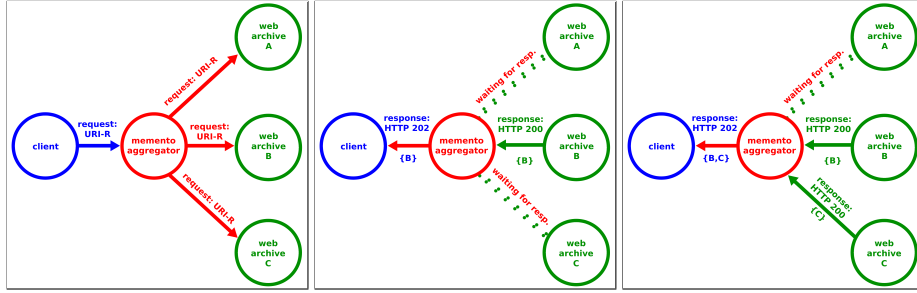 web
archive
A
request: URI-R
request:
URI-R
request:
URI-R
client
memento
aggregator
web
archive
B
request: URI-R
web
archive
C
web
archive
A
waiting for resp.
response:
HTTP 202
response:
HTTP 200
client
memento
aggregator
web
archive
B
{B}
{B}
waiting for resp.
web
archive
C
web
archive
A
waiting for resp.
response:
HTTP 202
response:
HTTP 200
client
memento
aggregator
web
archive
B
{B,C}
{B}
response:
HTTP 200
{C}
web
archive
C